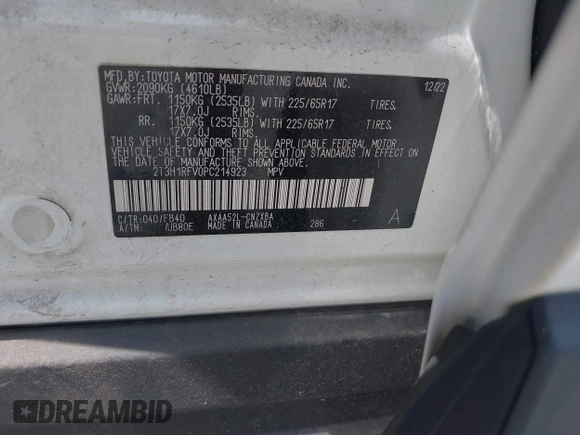 MFD.BY:TOYOTA MOTOR MANUFACTURING CANADA INC.
GVWR:2090KG (4610LB) 12/22
GAWR:FRT. 1150KG (2535LB) WITH 225/65R17 TIRES,
17X7.0J RIMS,
RR. 1150KG (2535LB) WITH 225/65R17 TIRES,
17X7.0J RIMS,
THIS VEHICLE CONFORMS TO ALL APPLICABLE FEDERAL MOTOR
VEHICLE SAFETY AND THEFT PREVENTION STANDARDS IN EFFECT ON
THE DATE OF MANUFACTURE SHOWN ABOVE.
2T3H1RFV0PC214923 MPV
C/TR:040/FB40 AXAA52L-CNZXBA A
A/TM: /UB80E MADE IN CANADA 286
DREAMBID